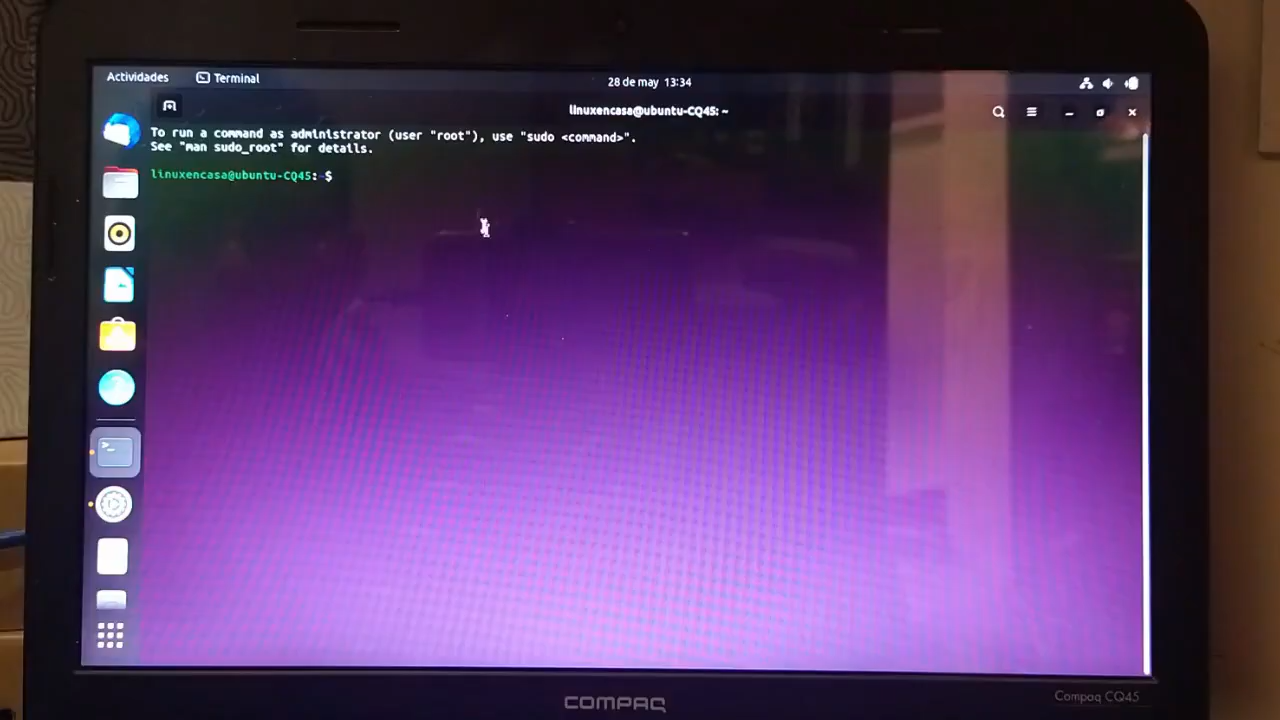 Actividades
Terminal
28 de may 13:34
linuxencasa@ubuntu-CQ45: ~
To run a command as administrator (user "root"), use "sudo <command>".
See "man sudo_root" for details.
linuxencasa@ubuntu-CQ45:~$
COMPAQ
Compaq CQ45